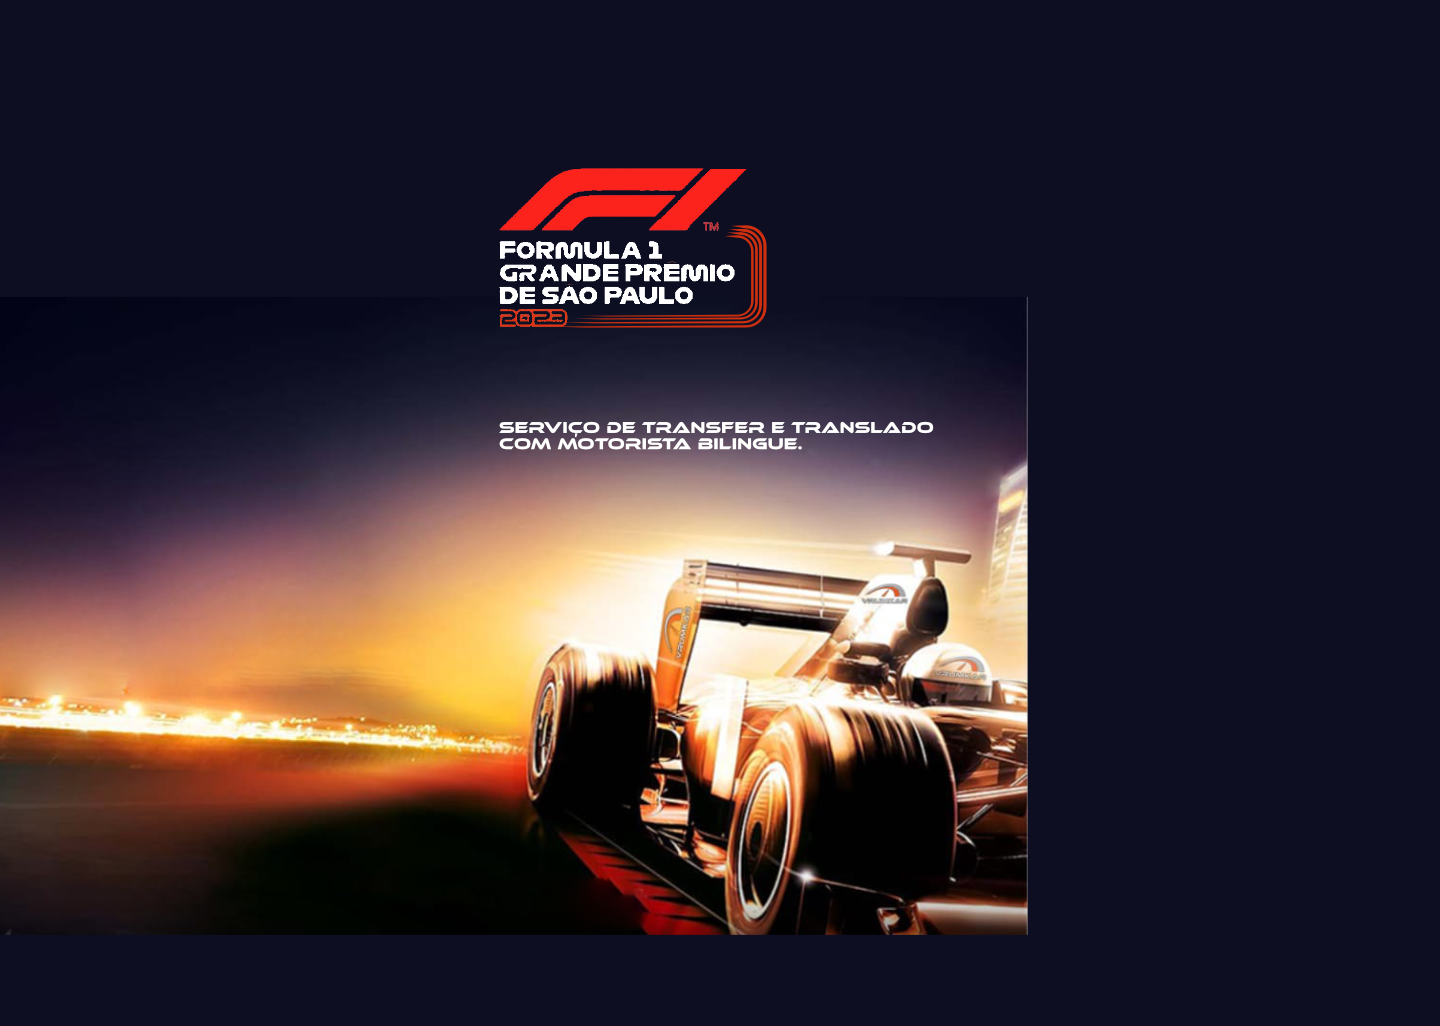 F1
TM
FORMULA 1
GRANDE PREMIO
DE SAO PAULO
2023
SERVIÇO DE TRANSFER E TRANSLADO
COM MOTORISTA BILINGUE.